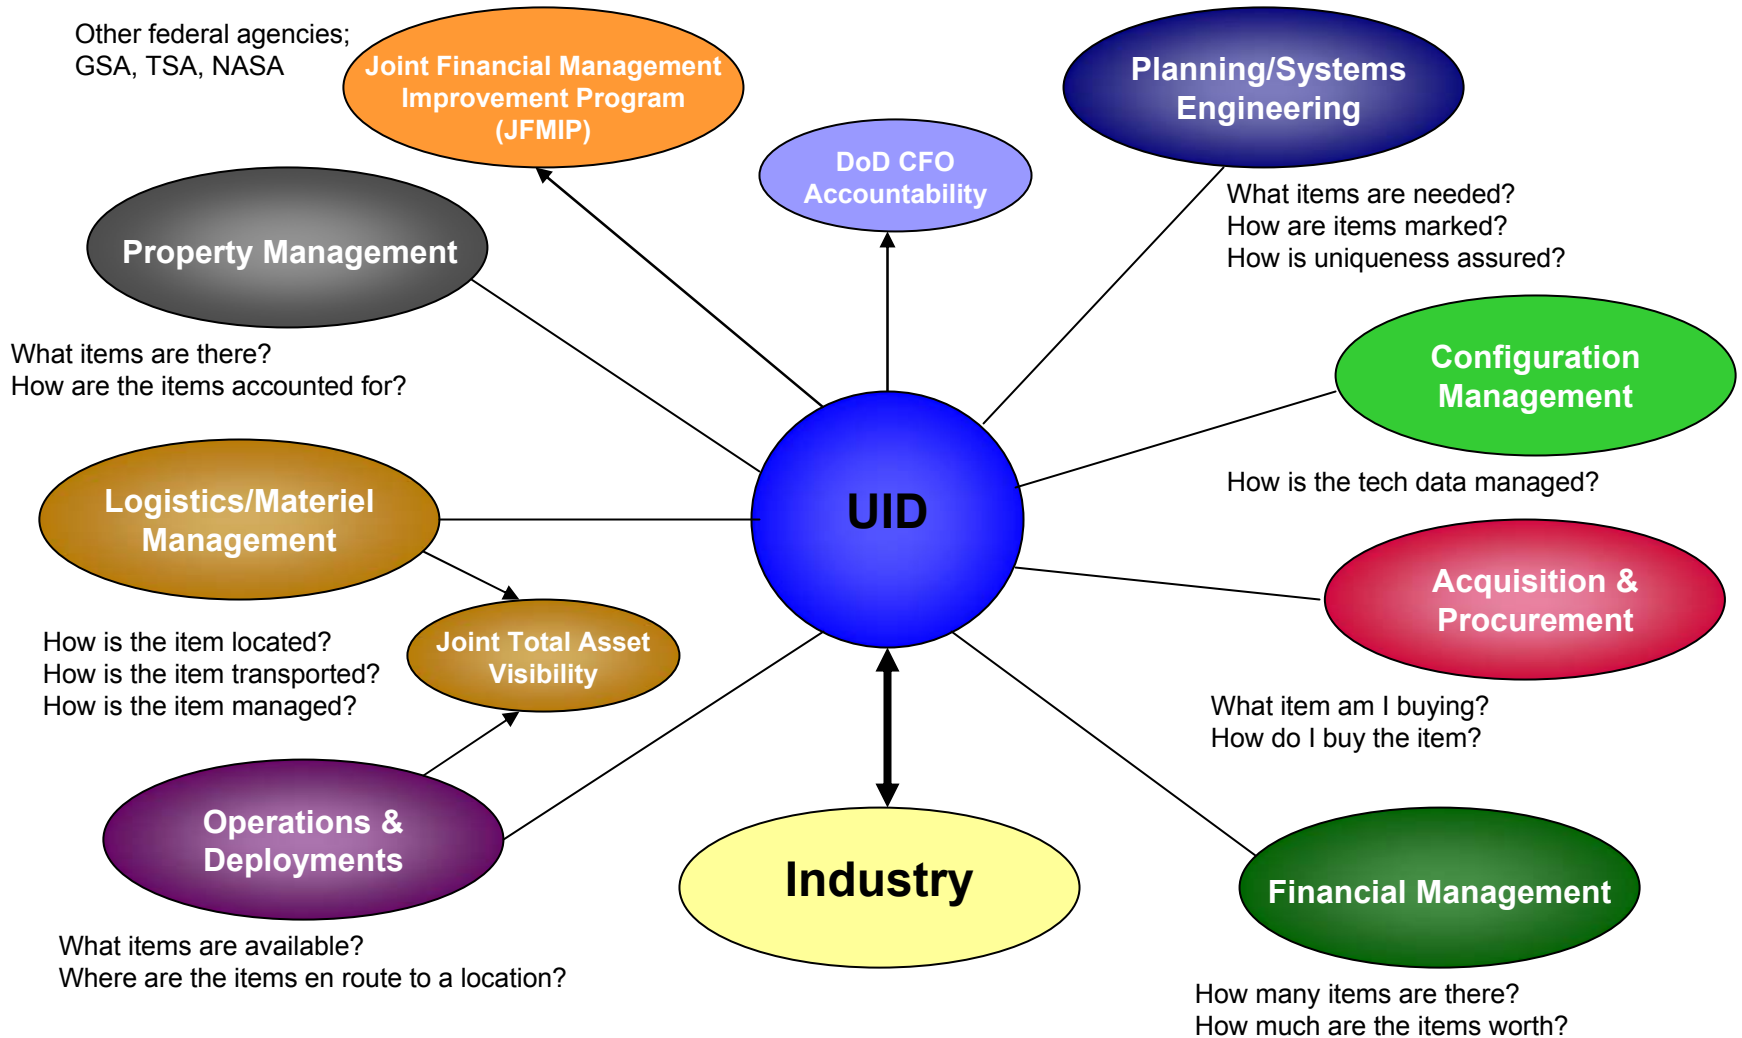 Other federal agencies;
GSA, TSA, NASA
Joint Financial Management
Improvement Program
(JFMIP)
Planning/Systems
Engineering
DoD CFO
Accountability
What items are needed?
How are items marked?
How is uniqueness assured?
Property Management
What items are there?
How are the items accounted for?
Configuration
Management
How is the tech data managed?
Logistics/Materiel
Management
UID
Acquisition &
Procurement
How is the item located?
How is the item transported?
How is the item managed?
Joint Total Asset
Visibility
What item am I buying?
How do I buy the item?
Operations &
Deployments
Industry
Financial Management
What items are available?
Where are the items en route to a location?
How many items are there?
How much are the items worth?